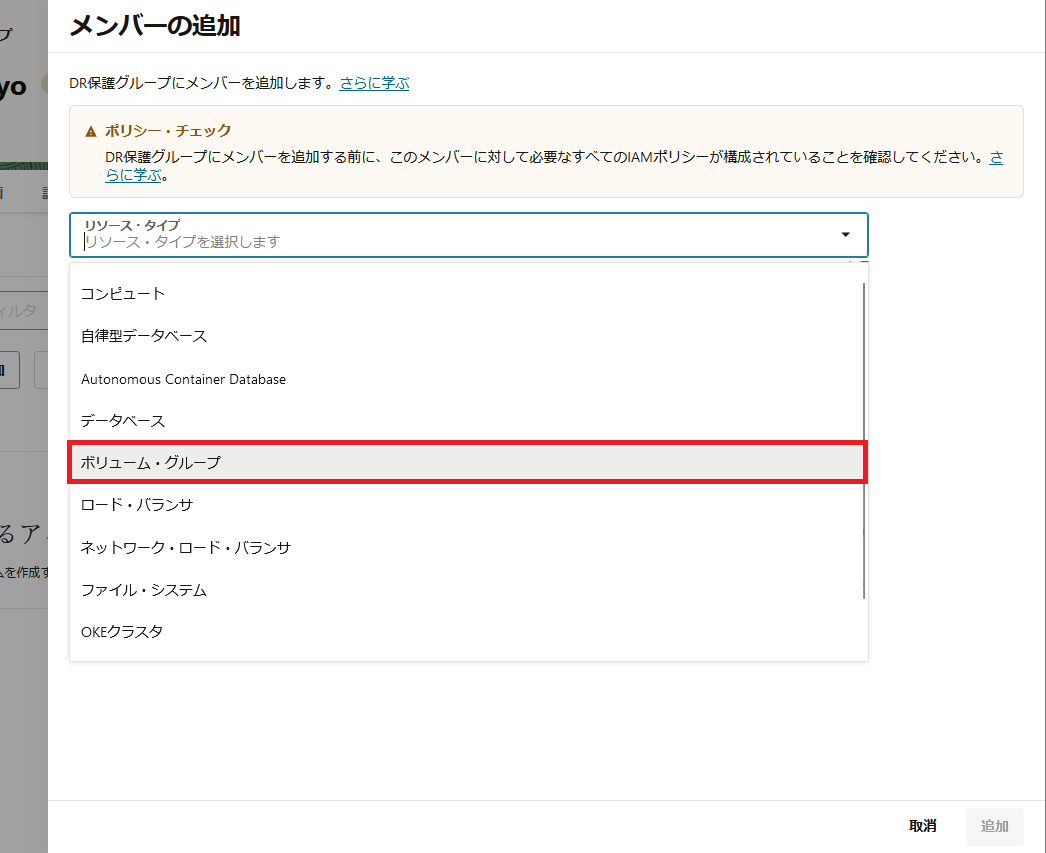 メンバーの追加
プ
DR保護グループにメンバーを追加します。さらに学ぶ
yo
ポリシー・チェック
DR保護グループにメンバーを追加する前に、このメンバーに対して必要なすべてのIAMポリシーが構成されていることを確認してください。さ
らに学ぶ。
リソース・タイプ
リソース・タイプを選択します
コンピュート
ィルタ
自律型データベース
加
Autonomous Container Database
データベース
ボリューム・グループ
ロード・バランサ
るア
ネットワーク・ロード・バランサ
ムを作成す
ファイル・システム
OKEクラスタ
取消
追加